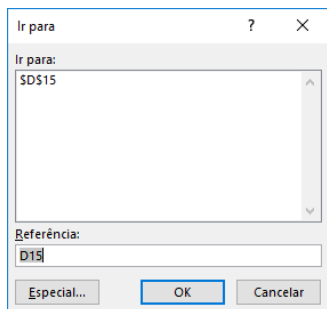 Ir para ? X
Ir para:
$D$15
Referência:
D15
Especial... OK Cancelar